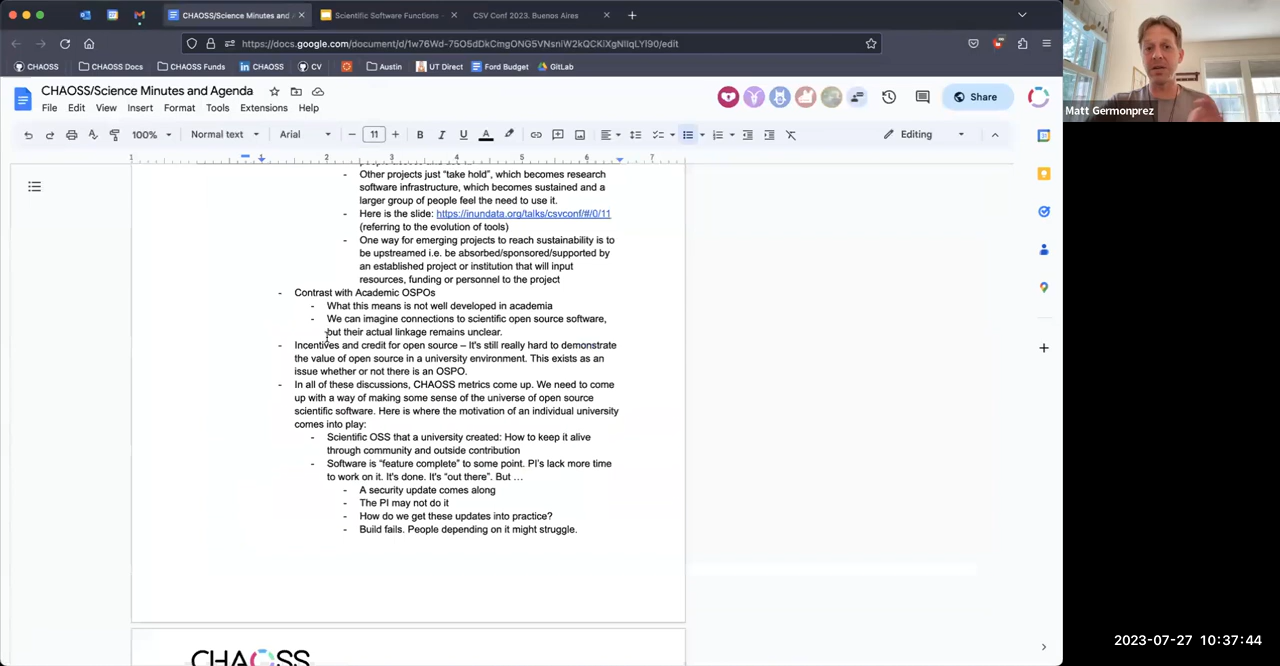 CHAOSS/Science Minutes and
Scientific Software Functions
CSV Conf 2023. Buenos Aires
https://docs.google.com/document/d/1w76Wd-75O5dDkCmgONG5VNsniW2kQCKiXgNlIqLYl90/edit
CHAOSS
CHAOSS Docs
CHAOSS Funds
CHAOSS
CV
Austin
UT Direct
Ford Budget
GitLab
CHAOSS/Science Minutes and Agenda
File Edit View Insert Format Tools Extensions Help
Share
100%
Normal text
Arial
11
Editing
1 2 3 4 5 6 7
- Other projects just “take hold”, which becomes research
software infrastructure, which becomes sustained and a
larger group of people feel the need to use it.
- Here is the slide: https://inundata.org/talks/csvconf/#/0/11
(referring to the evolution of tools)
- One way for emerging projects to reach sustainability is to
be upstreamed i.e. be absorbed/sponsored/supported by
an established project or institution that will input
resources, funding or personnel to the project
- Contrast with Academic OSPOs
- What this means is not well developed in academia
- We can imagine connections to scientific open source software,
but their actual linkage remains unclear.
- Incentives and credit for open source – It's still really hard to demonstrate
the value of open source in a university environment. This exists as an
issue whether or not there is an OSPO.
- In all of these discussions, CHAOSS metrics come up. We need to come
up with a way of making some sense of the universe of open source
scientific software. Here is where the motivation of an individual university
comes into play:
- Scientific OSS that a university created: How to keep it alive
through community and outside contribution
- Software is “feature complete” to some point. PI’s lack more time
to work on it. It's done. It's “out there”. But …
- A security update comes along
- The PI may not do it
- How do we get these updates into practice?
- Build fails. People depending on it might struggle.
CHAOSS
Matt Germonprez
2023-07-27 10:37:44